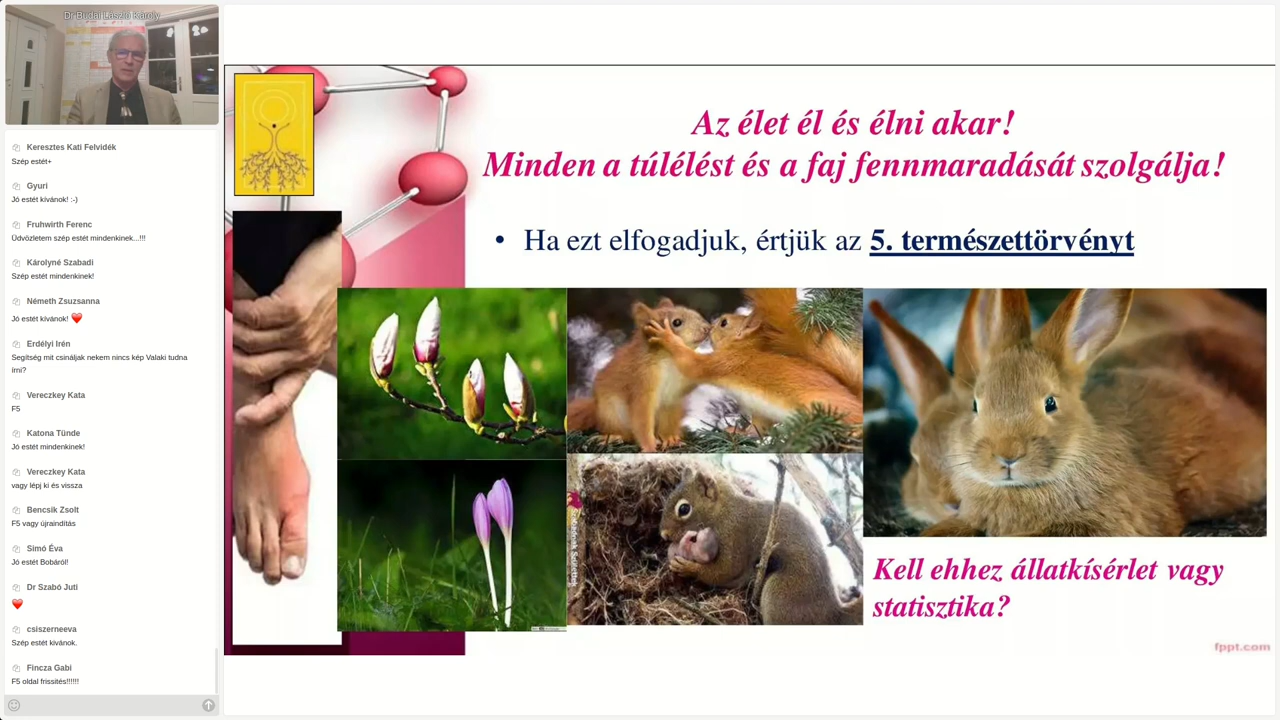 Dr Budai László Károly
Keresztes Kati Felvidék
Szép estét+
Gyuri
Jó estét kívánok! :-)
Fruhwirth Ferenc
Üdvözletem szép estét mindenkinek...!!!
Károlyné Szabadi
Szép estét mindenkinek!
Németh Zsuzsanna
Jó estét kívánok! ❤️
Erdélyi Irén
Segítség mit csináljak nekem nincs kép Valaki tudna
írni?
Vereczkey Kata
F5
Katona Tünde
Jó estét mindenkinek!
Vereczkey Kata
vagy lépj ki és vissza
Bencsik Zsolt
F5 vagy újraindítás
Simó Éva
Jó estét Bobáról!
Dr Szabó Juti
❤️
csiszerneeva
Szép estét kívánok.
Fincza Gabi
F5 oldal frissítés!!!!!!
Az élet él és élni akar!
Minden a túlélést és a faj fennmaradását szolgálja!
• Ha ezt elfogadjuk, értjük az 5. természettörvényt
Kell ehhez állatkísérlet vagy
statisztika?
fppt.com